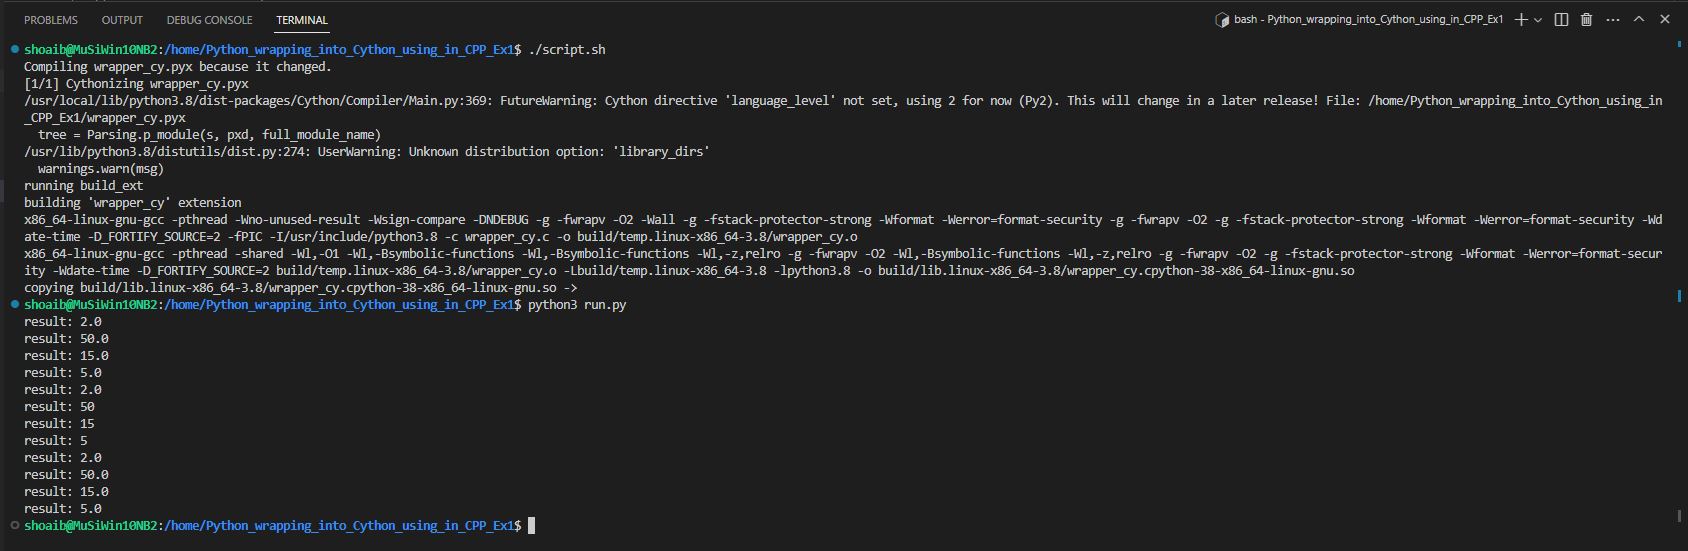 PROBLEMS OUTPUT DEBUG CONSOLE TERMINAL bash - Python_wrapping_into_Cython_using_in_CPP_Ex1
shoaib@MuSiWin10NB2:/home/Python_wrapping_into_Cython_using_in_CPP_Ex1$ ./script.sh
Compiling wrapper_cy.pyx because it changed.
[1/1] Cythonizing wrapper_cy.pyx
/usr/local/lib/python3.8/dist-packages/Cython/Compiler/Main.py:369: FutureWarning: Cython directive 'language_level' not set, using 2 for now (Py2). This will change in a later release! File: /home/Python_wrapping_into_Cython_using_in
_CPP_Ex1/wrapper_cy.pyx
  tree = Parsing.p_module(s, pxd, full_module_name)
/usr/lib/python3.8/distutils/dist.py:274: UserWarning: Unknown distribution option: 'library_dirs'
  warnings.warn(msg)
running build_ext
building 'wrapper_cy' extension
x86_64-linux-gnu-gcc -pthread -Wno-unused-result -Wsign-compare -DNDEBUG -g -fwrapv -O2 -Wall -g -fstack-protector-strong -Wformat -Werror=format-security -g -fwrapv -O2 -g -fstack-protector-strong -Wformat -Werror=format-security -Wd
ate-time -D_FORTIFY_SOURCE=2 -fPIC -I/usr/include/python3.8 -c wrapper_cy.c -o build/temp.linux-x86_64-3.8/wrapper_cy.o
x86_64-linux-gnu-gcc -pthread -shared -Wl,-O1 -Wl,-Bsymbolic-functions -Wl,-Bsymbolic-functions -Wl,-z,relro -g -fwrapv -O2 -Wl,-Bsymbolic-functions -Wl,-z,relro -g -fwrapv -O2 -g -fstack-protector-strong -Wformat -Werror=format-secur
ity -Wdate-time -D_FORTIFY_SOURCE=2 build/temp.linux-x86_64-3.8/wrapper_cy.o -Lbuild/temp.linux-x86_64-3.8 -lpython3.8 -o build/lib.linux-x86_64-3.8/wrapper_cy.cpython-38-x86_64-linux-gnu.so
copying build/lib.linux-x86_64-3.8/wrapper_cy.cpython-38-x86_64-linux-gnu.so ->
shoaib@MuSiWin10NB2:/home/Python_wrapping_into_Cython_using_in_CPP_Ex1$ python3 run.py
result: 2.0
result: 50.0
result: 15.0
result: 5.0
result: 2.0
result: 50
result: 15
result: 5
result: 2.0
result: 50.0
result: 15.0
result: 5.0
shoaib@MuSiWin10NB2:/home/Python_wrapping_into_Cython_using_in_CPP_Ex1$